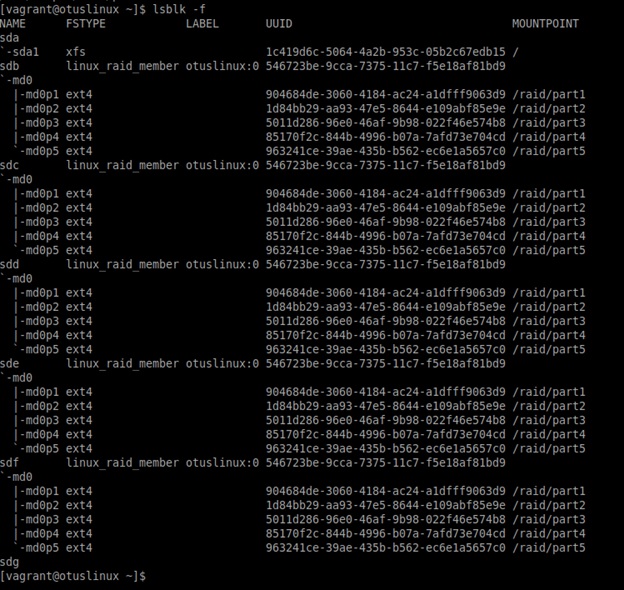 [vagrant@otuslinux ~]$ lsblk -f
NAME      FSTYPE            LABEL       UUID                                 MOUNTPOINT
sda
`-sda1    xfs                           1c419d6c-5064-4a2b-953c-05b2c67edb15 /
sdb       linux_raid_member otuslinux:0 546723be-9cca-7375-11c7-f5e18af81bd9
`-md0
  |-md0p1 ext4                          904684de-3060-4184-ac24-a1dfff9063d9 /raid/part1
  |-md0p2 ext4                          1d84bb29-aa93-47e5-8644-e109abf85e9e /raid/part2
  |-md0p3 ext4                          5011d286-96e0-46af-9b98-022f46e574b8 /raid/part3
  |-md0p4 ext4                          85170f2c-844b-4996-b07a-7afd73e704cd /raid/part4
  `-md0p5 ext4                          963241ce-39ae-435b-b562-ec6e1a5657c0 /raid/part5
sdc       linux_raid_member otuslinux:0 546723be-9cca-7375-11c7-f5e18af81bd9
`-md0
  |-md0p1 ext4                          904684de-3060-4184-ac24-a1dfff9063d9 /raid/part1
  |-md0p2 ext4                          1d84bb29-aa93-47e5-8644-e109abf85e9e /raid/part2
  |-md0p3 ext4                          5011d286-96e0-46af-9b98-022f46e574b8 /raid/part3
  |-md0p4 ext4                          85170f2c-844b-4996-b07a-7afd73e704cd /raid/part4
  `-md0p5 ext4                          963241ce-39ae-435b-b562-ec6e1a5657c0 /raid/part5
sdd       linux_raid_member otuslinux:0 546723be-9cca-7375-11c7-f5e18af81bd9
`-md0
  |-md0p1 ext4                          904684de-3060-4184-ac24-a1dfff9063d9 /raid/part1
  |-md0p2 ext4                          1d84bb29-aa93-47e5-8644-e109abf85e9e /raid/part2
  |-md0p3 ext4                          5011d286-96e0-46af-9b98-022f46e574b8 /raid/part3
  |-md0p4 ext4                          85170f2c-844b-4996-b07a-7afd73e704cd /raid/part4
  `-md0p5 ext4                          963241ce-39ae-435b-b562-ec6e1a5657c0 /raid/part5
sde       linux_raid_member otuslinux:0 546723be-9cca-7375-11c7-f5e18af81bd9
`-md0
  |-md0p1 ext4                          904684de-3060-4184-ac24-a1dfff9063d9 /raid/part1
  |-md0p2 ext4                          1d84bb29-aa93-47e5-8644-e109abf85e9e /raid/part2
  |-md0p3 ext4                          5011d286-96e0-46af-9b98-022f46e574b8 /raid/part3
  |-md0p4 ext4                          85170f2c-844b-4996-b07a-7afd73e704cd /raid/part4
  `-md0p5 ext4                          963241ce-39ae-435b-b562-ec6e1a5657c0 /raid/part5
sdf       linux_raid_member otuslinux:0 546723be-9cca-7375-11c7-f5e18af81bd9
`-md0
  |-md0p1 ext4                          904684de-3060-4184-ac24-a1dfff9063d9 /raid/part1
  |-md0p2 ext4                          1d84bb29-aa93-47e5-8644-e109abf85e9e /raid/part2
  |-md0p3 ext4                          5011d286-96e0-46af-9b98-022f46e574b8 /raid/part3
  |-md0p4 ext4                          85170f2c-844b-4996-b07a-7afd73e704cd /raid/part4
  `-md0p5 ext4                          963241ce-39ae-435b-b562-ec6e1a5657c0 /raid/part5
sdg
[vagrant@otuslinux ~]$